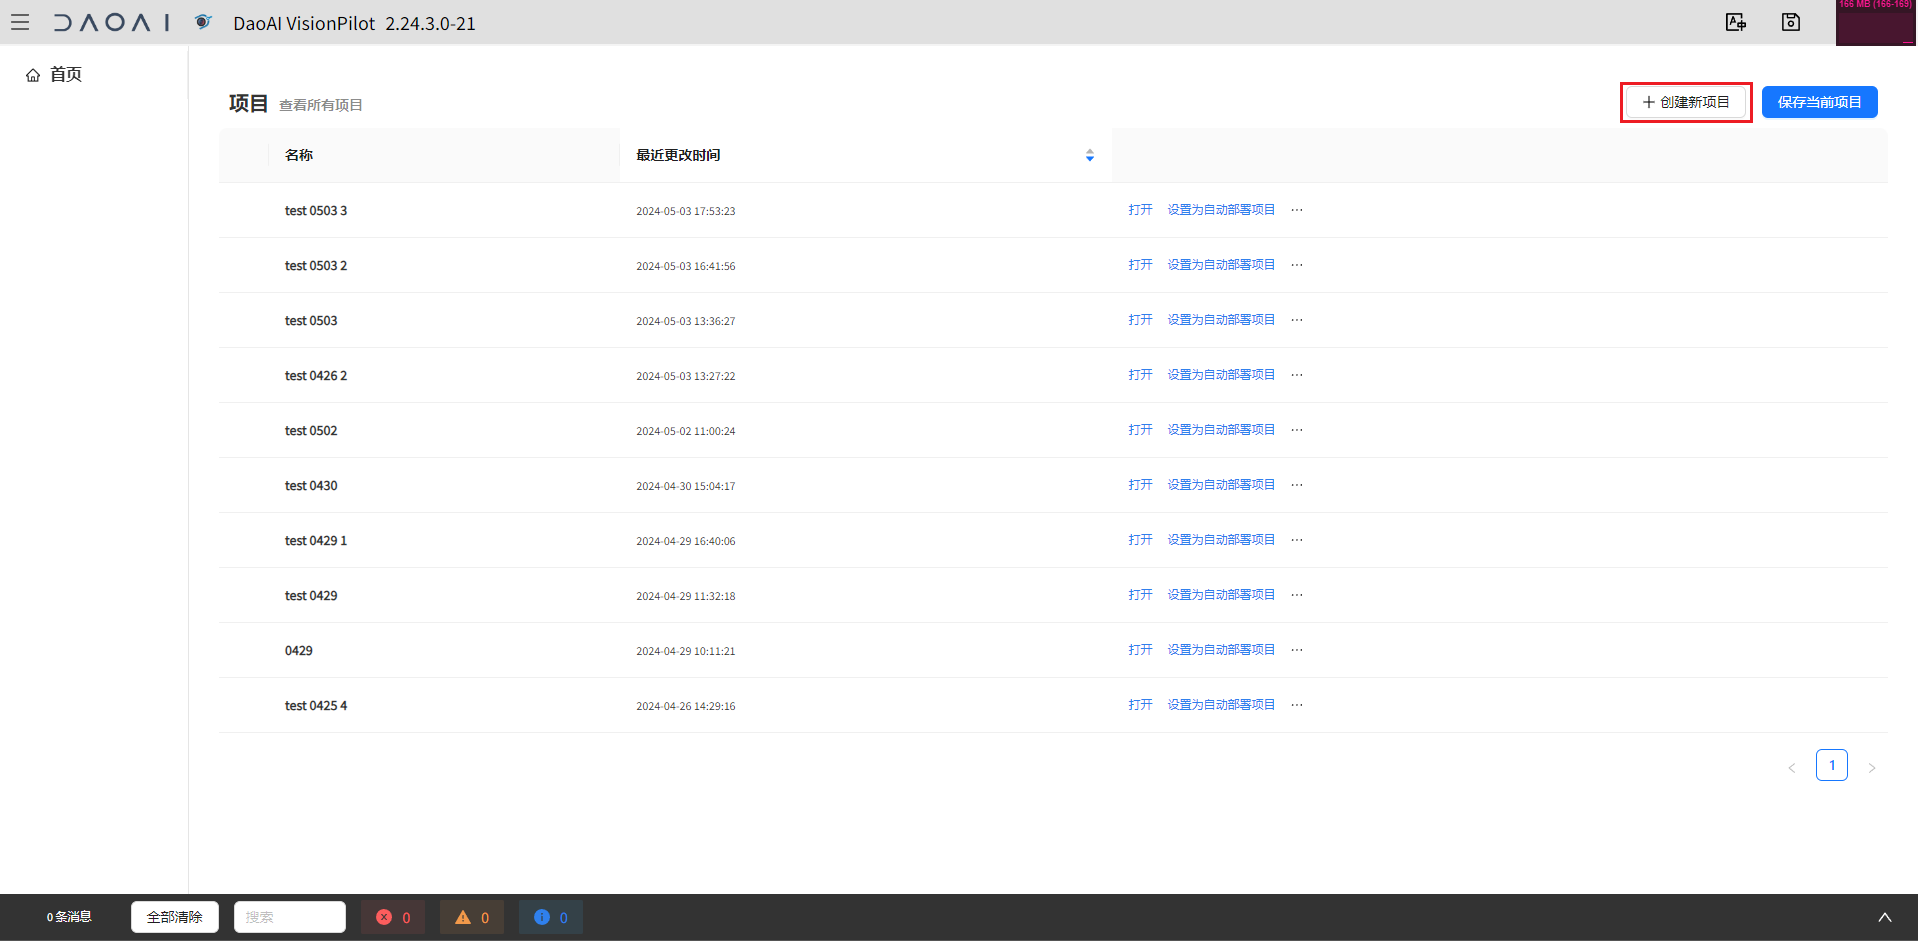 DAOAI DaoAI VisionPilot 2.24.3.0-21
166 MB (166-169)
首页
项目 查看所有项目
+ 创建新项目 保存当前项目
名称 最近更改时间
test 0503 3 2024-05-03 17:53:23 打开 设置为自动部署项目 ···
test 0503 2 2024-05-03 16:41:56 打开 设置为自动部署项目 ···
test 0503 2024-05-03 13:36:27 打开 设置为自动部署项目 ···
test 0426 2 2024-05-03 13:27:22 打开 设置为自动部署项目 ···
test 0502 2024-05-02 11:00:24 打开 设置为自动部署项目 ···
test 0430 2024-04-30 15:04:17 打开 设置为自动部署项目 ···
test 0429 1 2024-04-29 16:40:06 打开 设置为自动部署项目 ···
test 0429 2024-04-29 11:32:18 打开 设置为自动部署项目 ···
0429 2024-04-29 10:11:21 打开 设置为自动部署项目 ···
test 0425 4 2024-04-26 14:29:16 打开 设置为自动部署项目 ···
< 1 >
0 条消息 全部清除 搜索 0 0 0